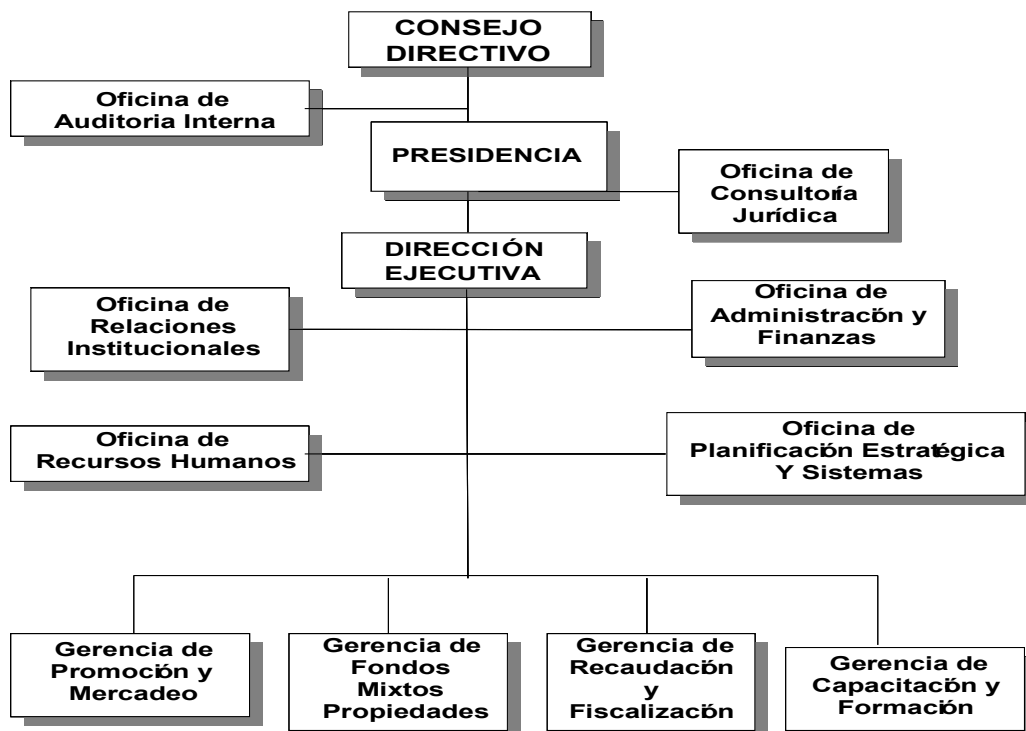 CONSEJO
DIRECTIVO
Oficina de
Auditoria Interna
PRESIDENCIA
Oficina de
Consultoría
Jurídica
DIRECCIÓN
EJECUTIVA
Oficina de
Relaciones
Institucionales
Oficina de
Administración y
Finanzas
Oficina de
Recursos Humanos
Oficina de
Planificación Estratégica
Y Sistemas
Gerencia de
Promoción y
Mercadeo
Gerencia de
Fondos
Mixtos
Propiedades
Gerencia de
Recaudación
y
Fiscalización
Gerencia de
Capacitación y
Formación